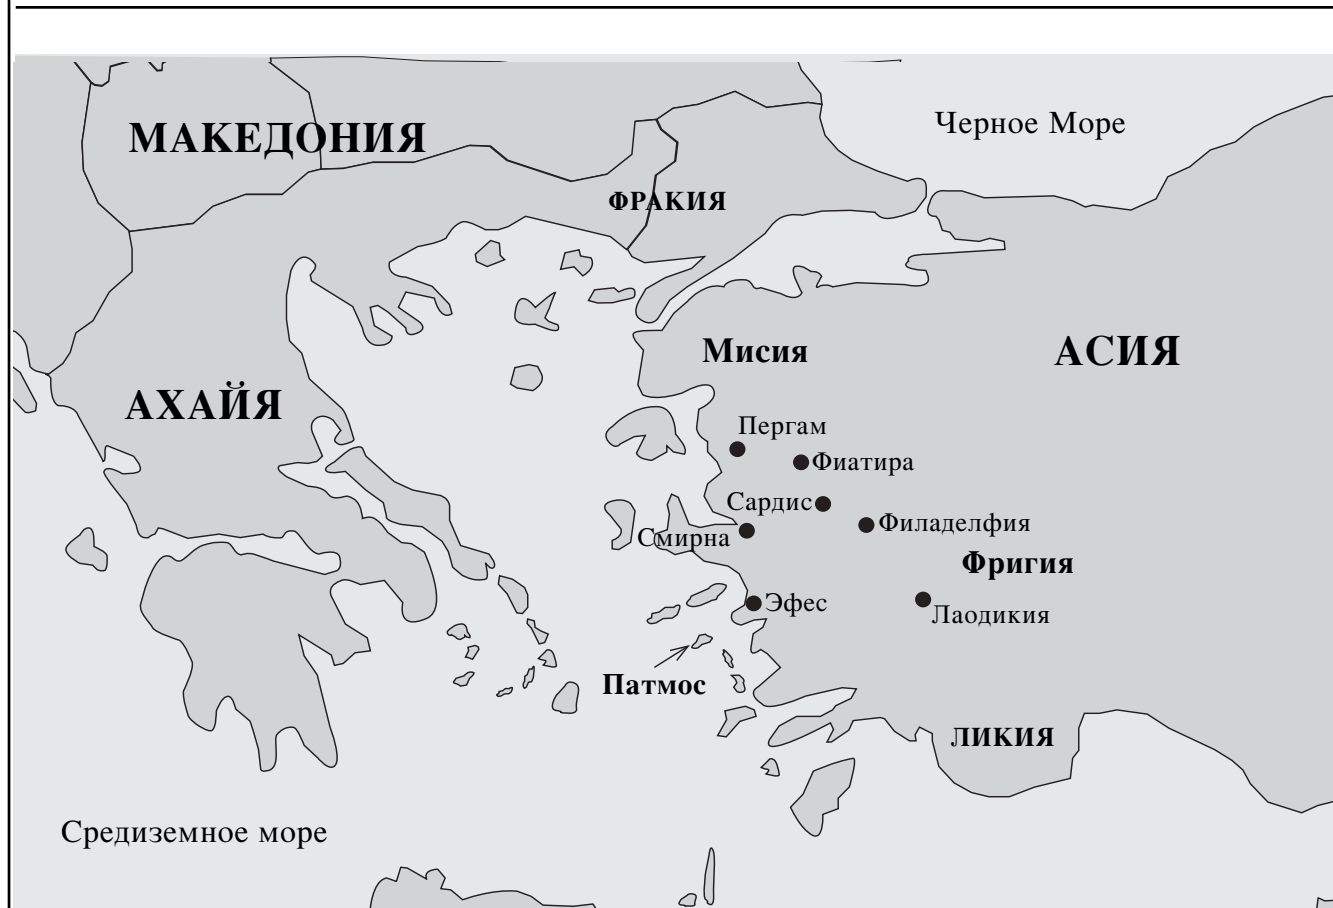 Черное Море
МАКЕДОНИЯ
ФРАКИЯ
Мисия
АСИЯ
АХАЙЯ
Пергам
Фиатира
Сардис
Филаделфия
Смирна
Фригия
Эфес
Лаодикия
Патмос
ЛИКИЯ
Средиземное море